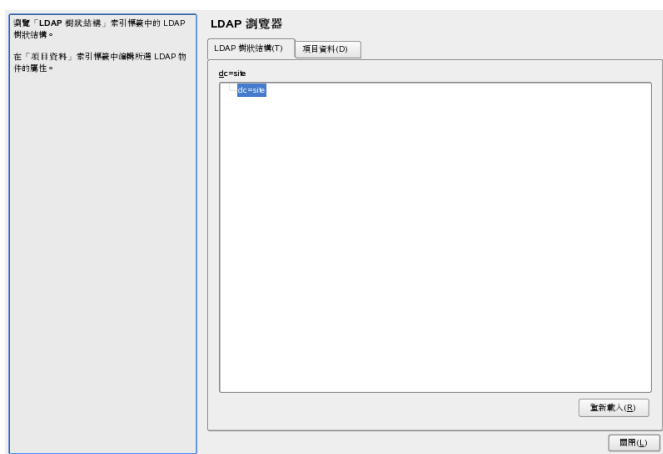 瀏覽「LDAP 樹狀結構」索引標籤中的 LDAP
樹狀結構。
在「項目資料」索引標籤中編輯所選 LDAP 物
件的屬性。
LDAP 瀏覽器
LDAP 樹狀結構(T)
項目資料(D)
dc=site
dc=site
重新載入(R)
關閉(L)